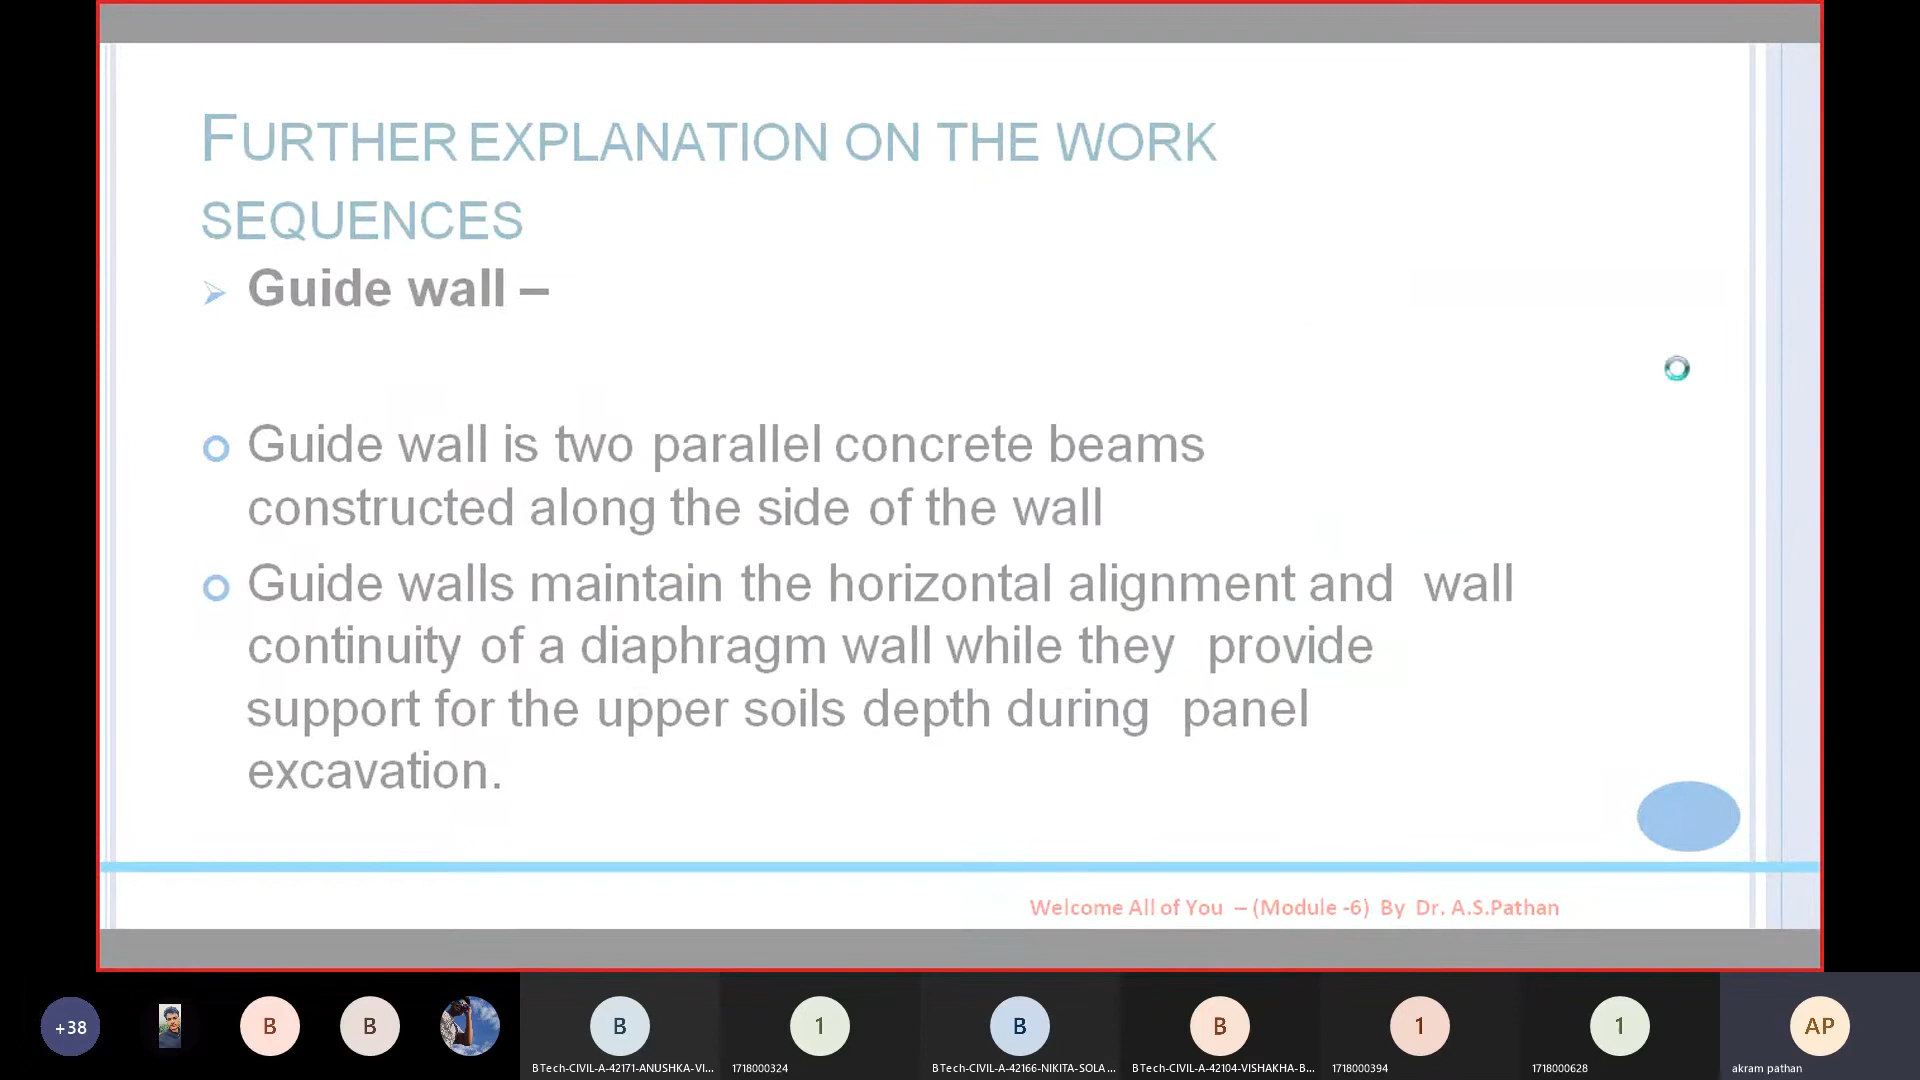 FURTHER EXPLANATION ON THE WORK
SEQUENCES
Guide wall –
Guide wall is two parallel concrete beams
constructed along the side of the wall
Guide walls maintain the horizontal alignment and wall
continuity of a diaphragm wall while they provide
support for the upper soils depth during panel
excavation.
Welcome All of You – (Module -6) By Dr. A.S.Pathan
+38
B
B
B
1
B
B
1
1
AP
BTech-CIVIL-A-42171-ANUSHKA-VI...
1718000324
BTech-CIVIL-A-42166-NIKITA-SOLA...
BTech-CIVIL-A-42104-VISHAKHA-B...
1718000394
1718000628
akram pathan